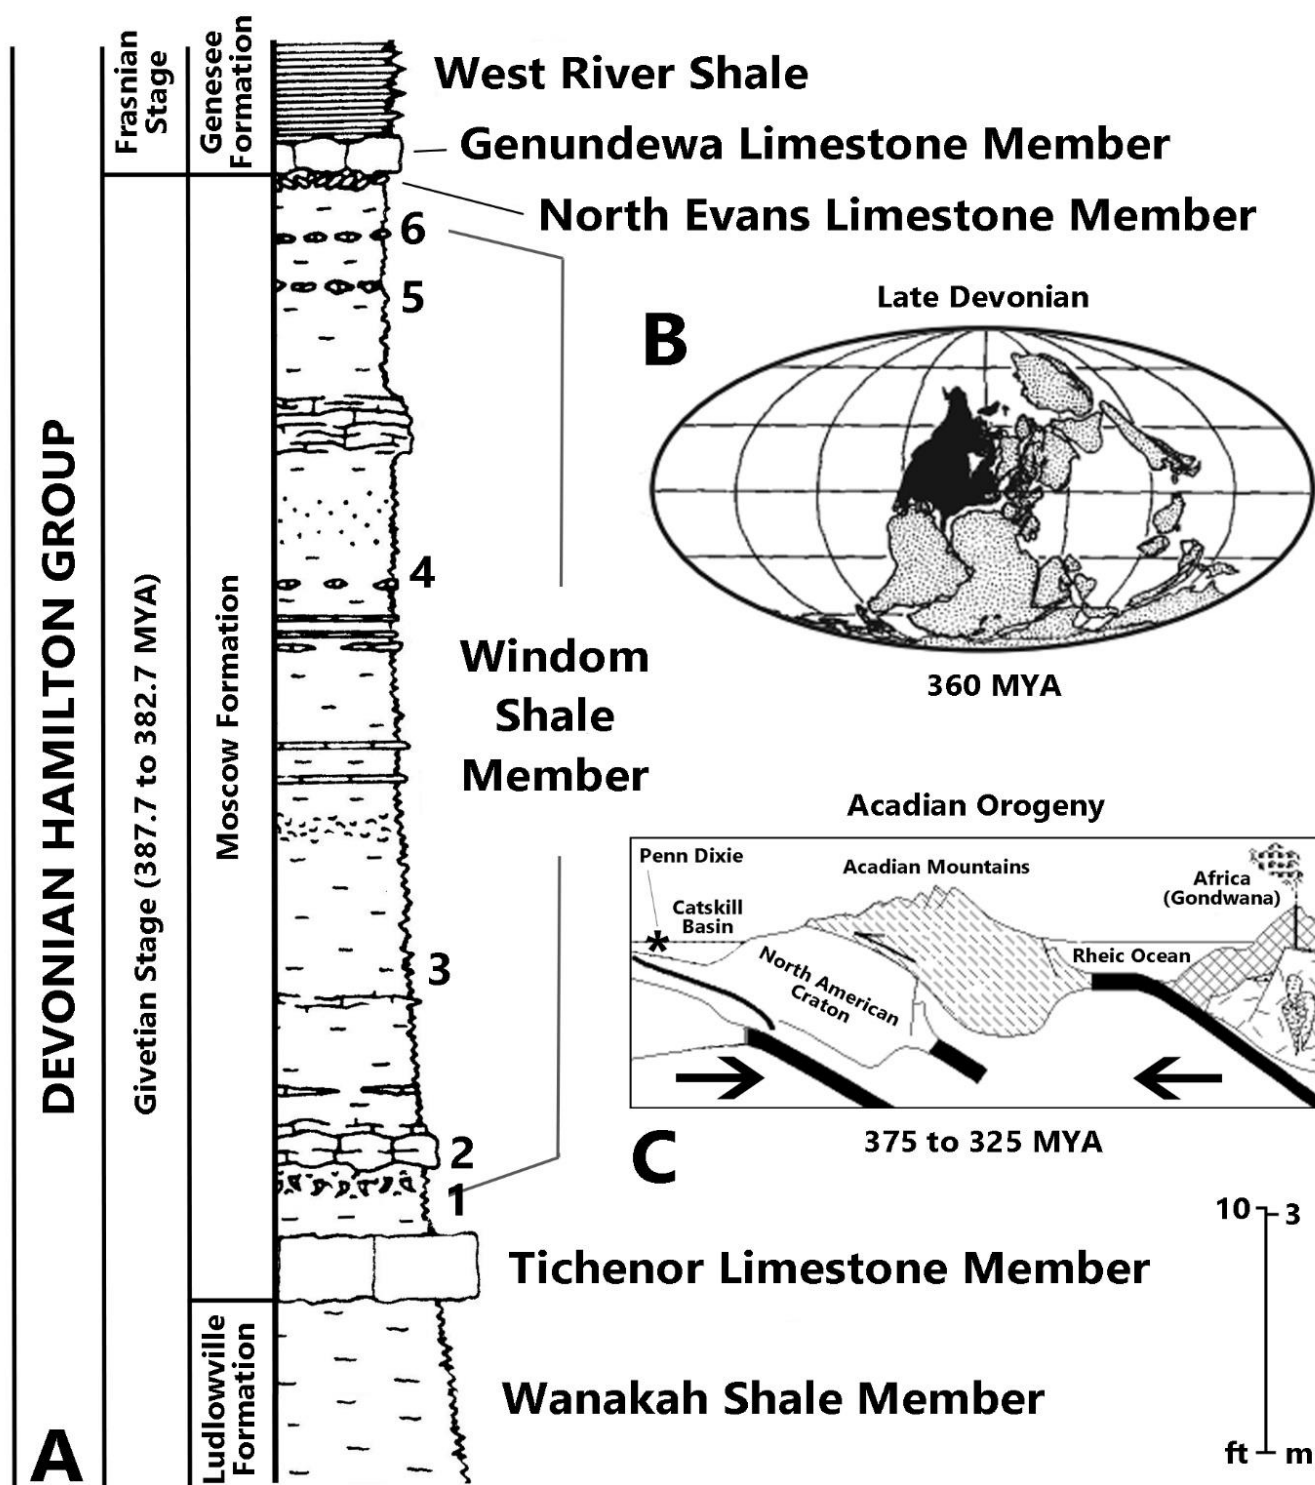 DEVONIAN HAMILTON GROUP
Frasnian
Stage
Givetian Stage (387.7 to 382.7 MYA)
Genesee
Formation
Moscow Formation
Ludlowville
Formation
West River Shale
Genundewa Limestone Member
North Evans Limestone Member
6
5
4
Windom
Shale
Member
3
2
1
Tichenor Limestone Member
Wanakah Shale Member
A
Late Devonian
B
360 MYA
Acadian Orogeny
Penn Dixie
Catskill
Basin
*
Acadian Mountains
Africa
(Gondwana)
North American
Craton
Rheic Ocean
C
375 to 325 MYA
10 3
ft m